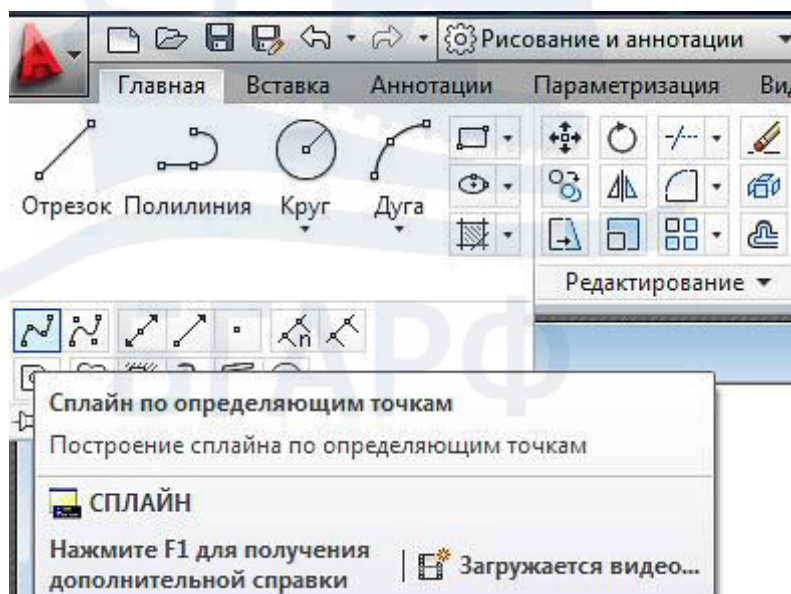 Рисование и аннотации
Главная Вставка Аннотации Параметризация
Отрезок Полилиния Круг Дуга
Редактирование
БГАРФ
Сплайн по определяющим точкам
Построение сплайна по определяющим точкам
СПЛАЙН
Нажмите F1 для получения
дополнительной справки
Загружается видео...